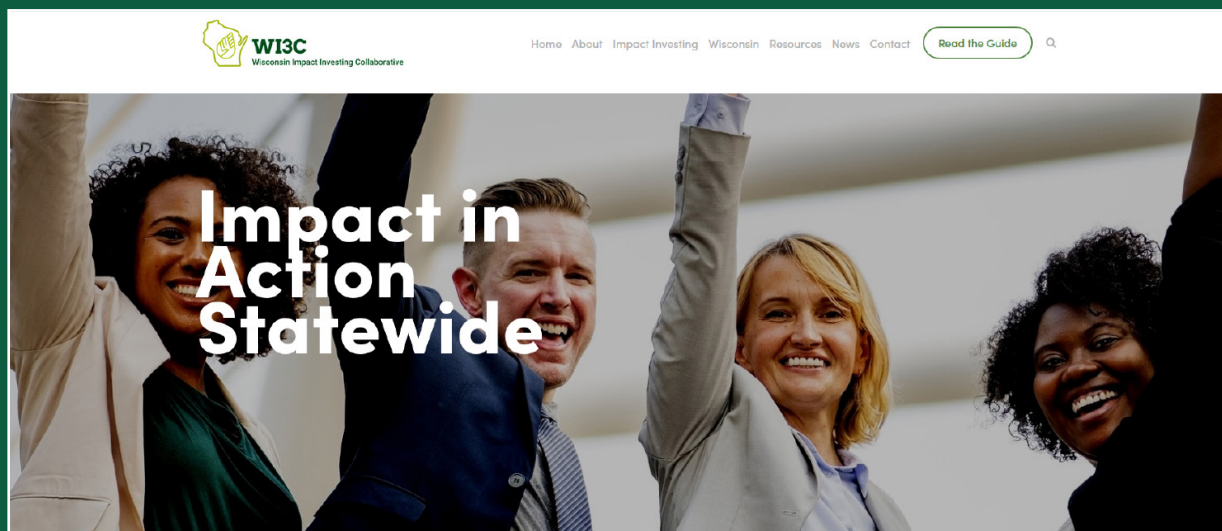 WI3C
Wisconsin Impact Investing Collaborative
Home About Impact Investing Wisconsin Resources News Contact Read the Guide
Impact in
Action
Statewide